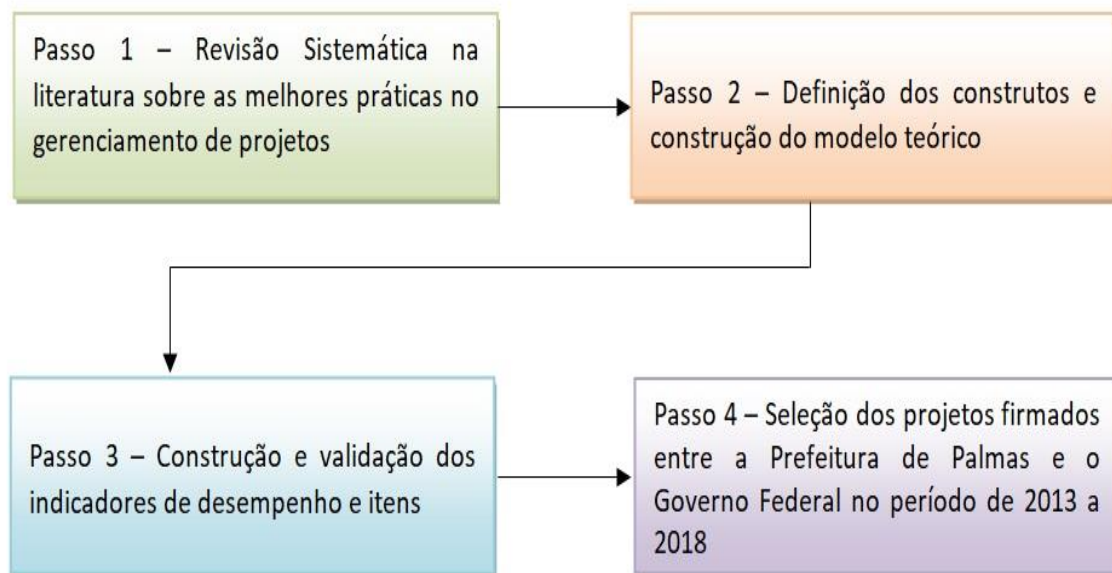 Passo 1 – Revisão Sistemática na
literatura sobre as melhores práticas no
gerenciamento de projetos
Passo 2 – Definição dos construtos e
construção do modelo teórico
Passo 3 – Construção e validação dos
indicadores de desempenho e itens
Passo 4 – Seleção dos projetos firmados
entre a Prefeitura de Palmas e o
Governo Federal no período de 2013 a
2018